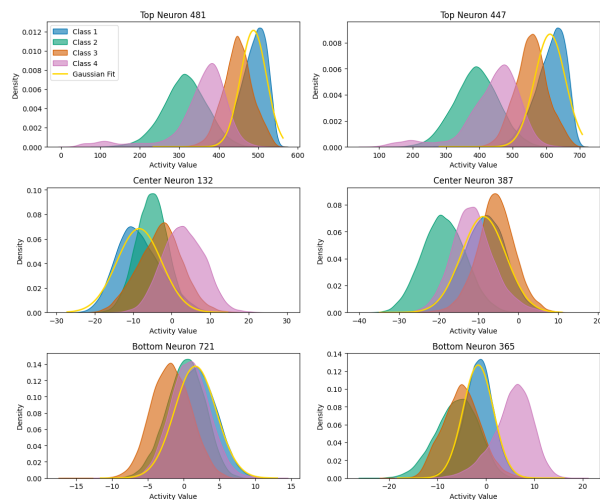 Top Neuron 481
Density
0.012
0.010
0.008
0.006
0.004
0.002
0.000
Class 1
Class 2
Class 3
Class 4
Gaussian Fit
0 100 200 300 400 500 600
Activity Value
Top Neuron 447
Density
0.008
0.006
0.004
0.002
0.000
100 200 300 400 500 600 700
Activity Value
Center Neuron 132
Density
0.10
0.08
0.06
0.04
0.02
0.00
−30 −20 −10 0 10 20 30
Activity Value
Center Neuron 387
Density
0.08
0.06
0.04
0.02
0.00
−40 −30 −20 −10 0 10 20
Activity Value
Bottom Neuron 721
Density
0.14
0.12
0.10
0.08
0.06
0.04
0.02
0.00
−15 −10 −5 0 5 10 15
Activity Value
Bottom Neuron 365
Density
0.14
0.12
0.10
0.08
0.06
0.04
0.02
0.00
−20 −10 0 10 20
Activity Value